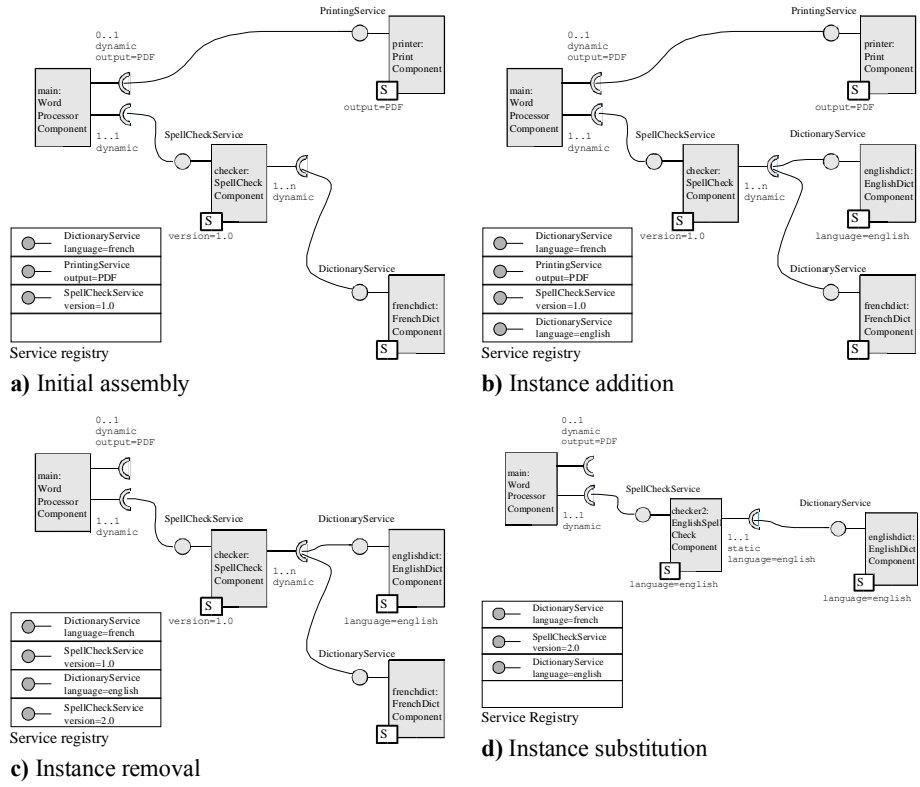 PrintingService
0..1
dynamic
output=PDF
printer:
Print
Component
S
output=PDF
main:
Word
Processor
Component
1..1
dynamic
SpellCheckService
checker:
SpellCheck
Component
S
version=1.0
1..n
dynamic
DictionaryService
frenchdict:
FrenchDict
Component
S
DictionaryService
language=french
PrintingService
output=PDF
SpellCheckService
version=1.0
Service registry
a) Initial assembly
PrintingService
0..1
dynamic
output=PDF
printer:
Print
Component
S
output=PDF
main:
Word
Processor
Component
1..1
dynamic
SpellCheckService
checker:
SpellCheck
Component
S
version=1.0
1..n
dynamic
DictionaryService
englishdict:
EnglishDict
Component
S
language=english
DictionaryService
frenchdict:
FrenchDict
Component
S
DictionaryService
language=french
PrintingService
output=PDF
SpellCheckService
version=1.0
DictionaryService
language=english
Service registry
b) Instance addition
0..1
dynamic
output=PDF
main:
Word
Processor
Component
1..1
dynamic
SpellCheckService
checker:
SpellCheck
Component
S
version=1.0
1..n
dynamic
DictionaryService
englishdict:
EnglishDict
Component
S
language=english
DictionaryService
frenchdict:
FrenchDict
Component
S
DictionaryService
language=french
SpellCheckService
version=1.0
DictionaryService
language=english
SpellCheckService
version=2.0
Service registry
c) Instance removal
0..1
dynamic
output=PDF
main:
Word
Processor
Component
1..1
dynamic
SpellCheckService
checker2:
EnglishSpell
Check
Component
S
language=english
1..1
static
language=english
DictionaryService
englishdict:
EnglishDict
Component
S
language=english
DictionaryService
language=french
SpellCheckService
version=2.0
DictionaryService
language=english
Service Registry
d) Instance substitution